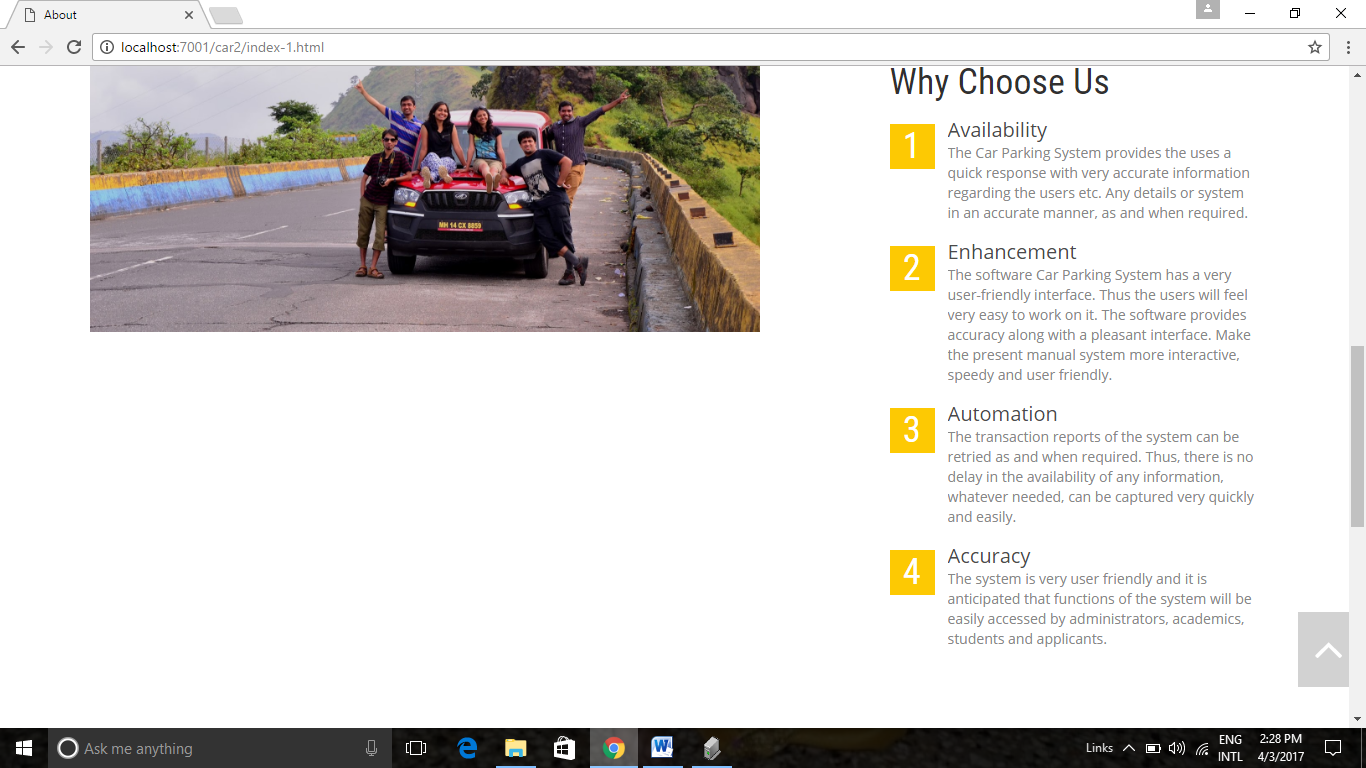 About
localhost:7001/car2/index-1.html
MH 14 CX 8859
Why Choose Us
1
Availability
The Car Parking System provides the uses a
quick response with very accurate information
regarding the users etc. Any details or system
in an accurate manner, as and when required.
2
Enhancement
The software Car Parking System has a very
user-friendly interface. Thus the users will feel
very easy to work on it. The software provides
accuracy along with a pleasant interface. Make
the present manual system more interactive,
speedy and user friendly.
3
Automation
The transaction reports of the system can be
retried as and when required. Thus, there is no
delay in the availability of any information,
whatever needed, can be captured very quickly
and easily.
4
Accuracy
The system is very user friendly and it is
anticipated that functions of the system will be
easily accessed by administrators, academics,
students and applicants.
Ask me anything
Links
ENG
INTL
2:28 PM
4/3/2017